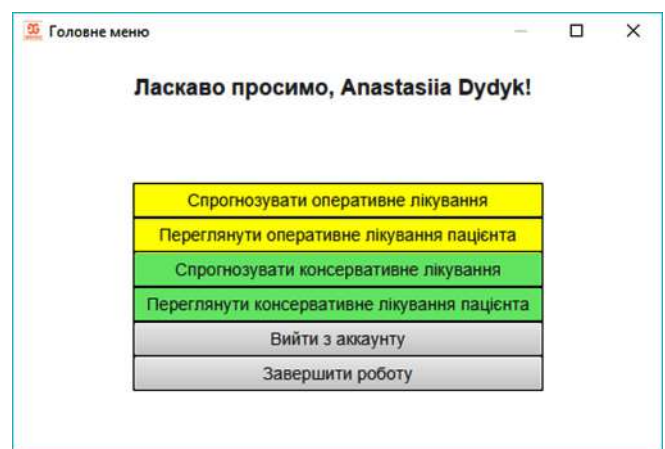 Головне меню
Ласкаво просимо, Anastasiia Dydyk!
Спрогнозувати оперативне лікування
Переглянути оперативне лікування пацієнта
Спрогнозувати консервативне лікування
Переглянути консервативне лікування пацієнта
Вийти з аккаунту
Завершити роботу